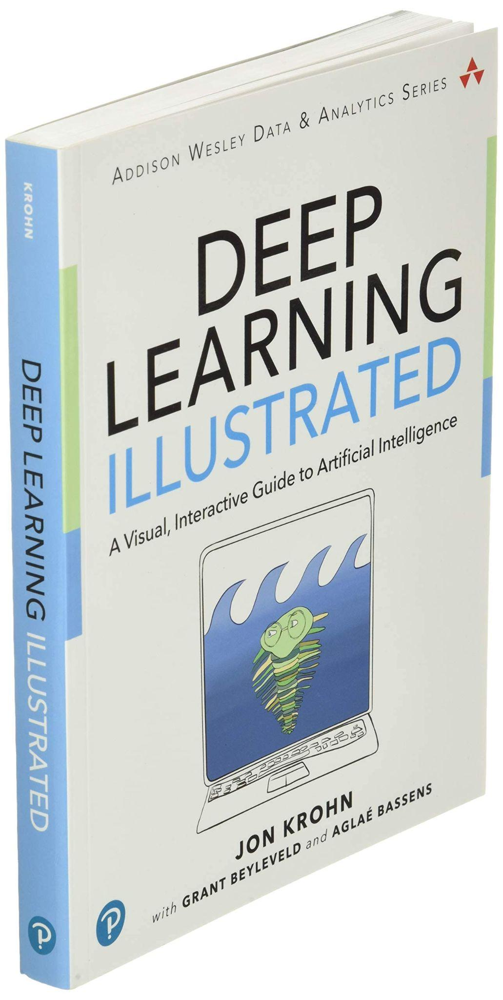 ADDISON WESLEY DATA & ANALYTICS SERIES
DEEP
LEARNING
ILLUSTRATED
A Visual, Interactive Guide to Artificial Intelligence
JON KROHN
with GRANT BEYLEVELD and AGLAÉ BASSENS
P
KROHN
DEEP LEARNING ILLUSTRATED
P